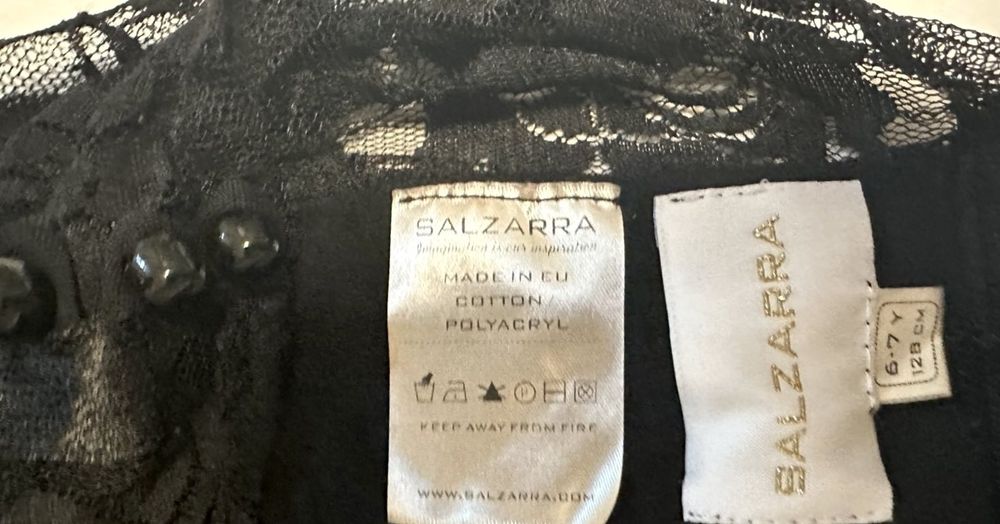 SALZARRA
Imagination is our inspiration
MADE IN EU
COTTON/
POLYACRYL
KEEP AWAY FROM FIRE
WWW.SALZARRA.COM
SALZARRA
6-7 Y
128 CM